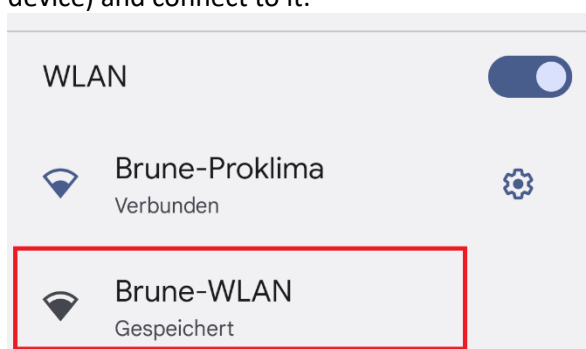 device) and connect to it.
WLAN
Brune-Proklima
Verbunden
Brune-WLAN
Gespeichert